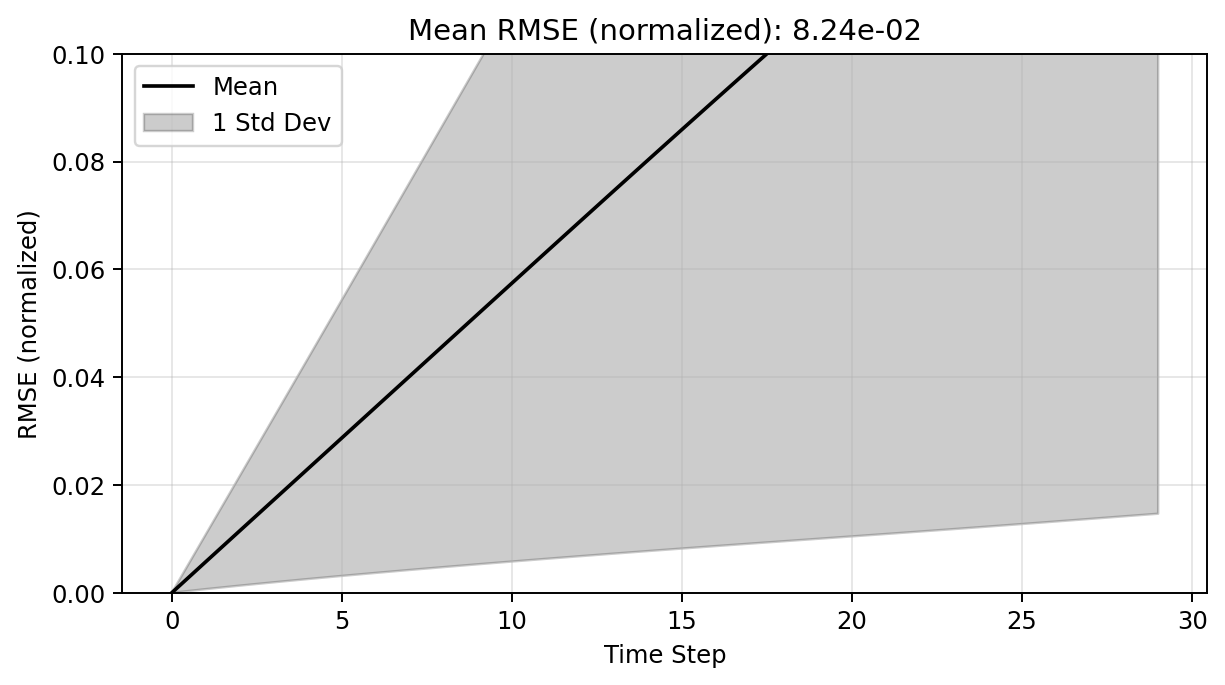 Mean RMSE (normalized): 8.24e-02
Mean
1 Std Dev
RMSE (normalized)
0.10
0.08
0.06
0.04
0.02
0.00
0 5 10 15 20 25 30
Time Step